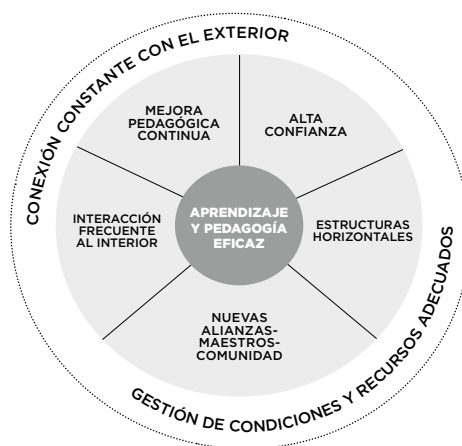 CONEXIÓN CONSTANTE CON EL EXTERIOR
MEJORA
PEDAGÓGICA
CONTINUA
ALTA
CONFIANZA
INTERACCIÓN
FRECUENTE
AL INTERIOR
APRENDIZAJE
Y PEDAGOGÍA
EFICAZ
ESTRUCTURAS
HORIZONTALES
NUEVAS
ALIANZAS-
MAESTROS-
COMUNIDAD
GESTIÓN DE CONDICIONES Y RECURSOS ADECUADOS